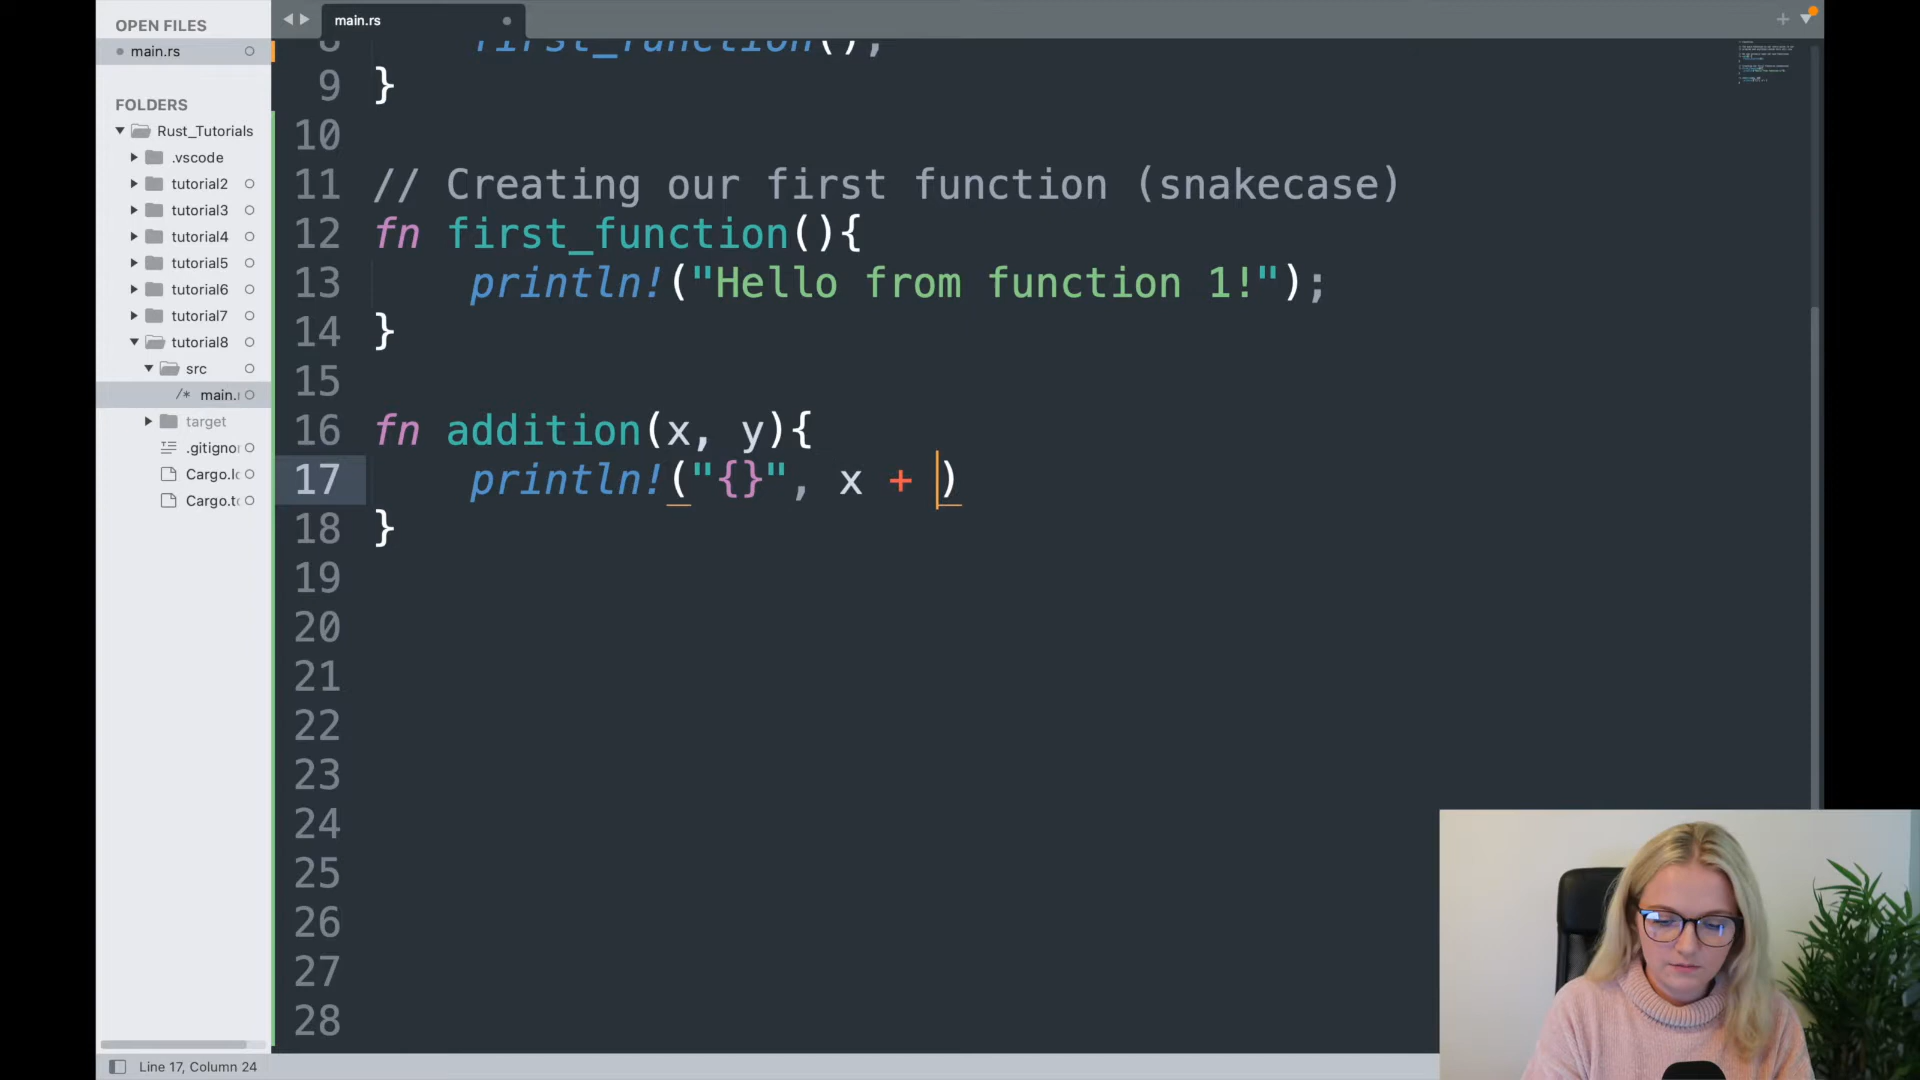 OPEN FILES
main.rs
FOLDERS
Rust_Tutorials
.vscode
tutorial2
tutorial3
tutorial4
tutorial5
tutorial6
tutorial7
tutorial8
src
/* main.
target
.gitigno
Cargo.l
Cargo.t
main.rs
8 first_function();
9 }
10
11 // Creating our first function (snakecase)
12 fn first_function(){
13 println!("Hello from function 1!");
14 }
15
16 fn addition(x, y){
17 println!("{}", x + )
18 }
19
20
21
22
23
24
25
26
27
28
Line 17, Column 24